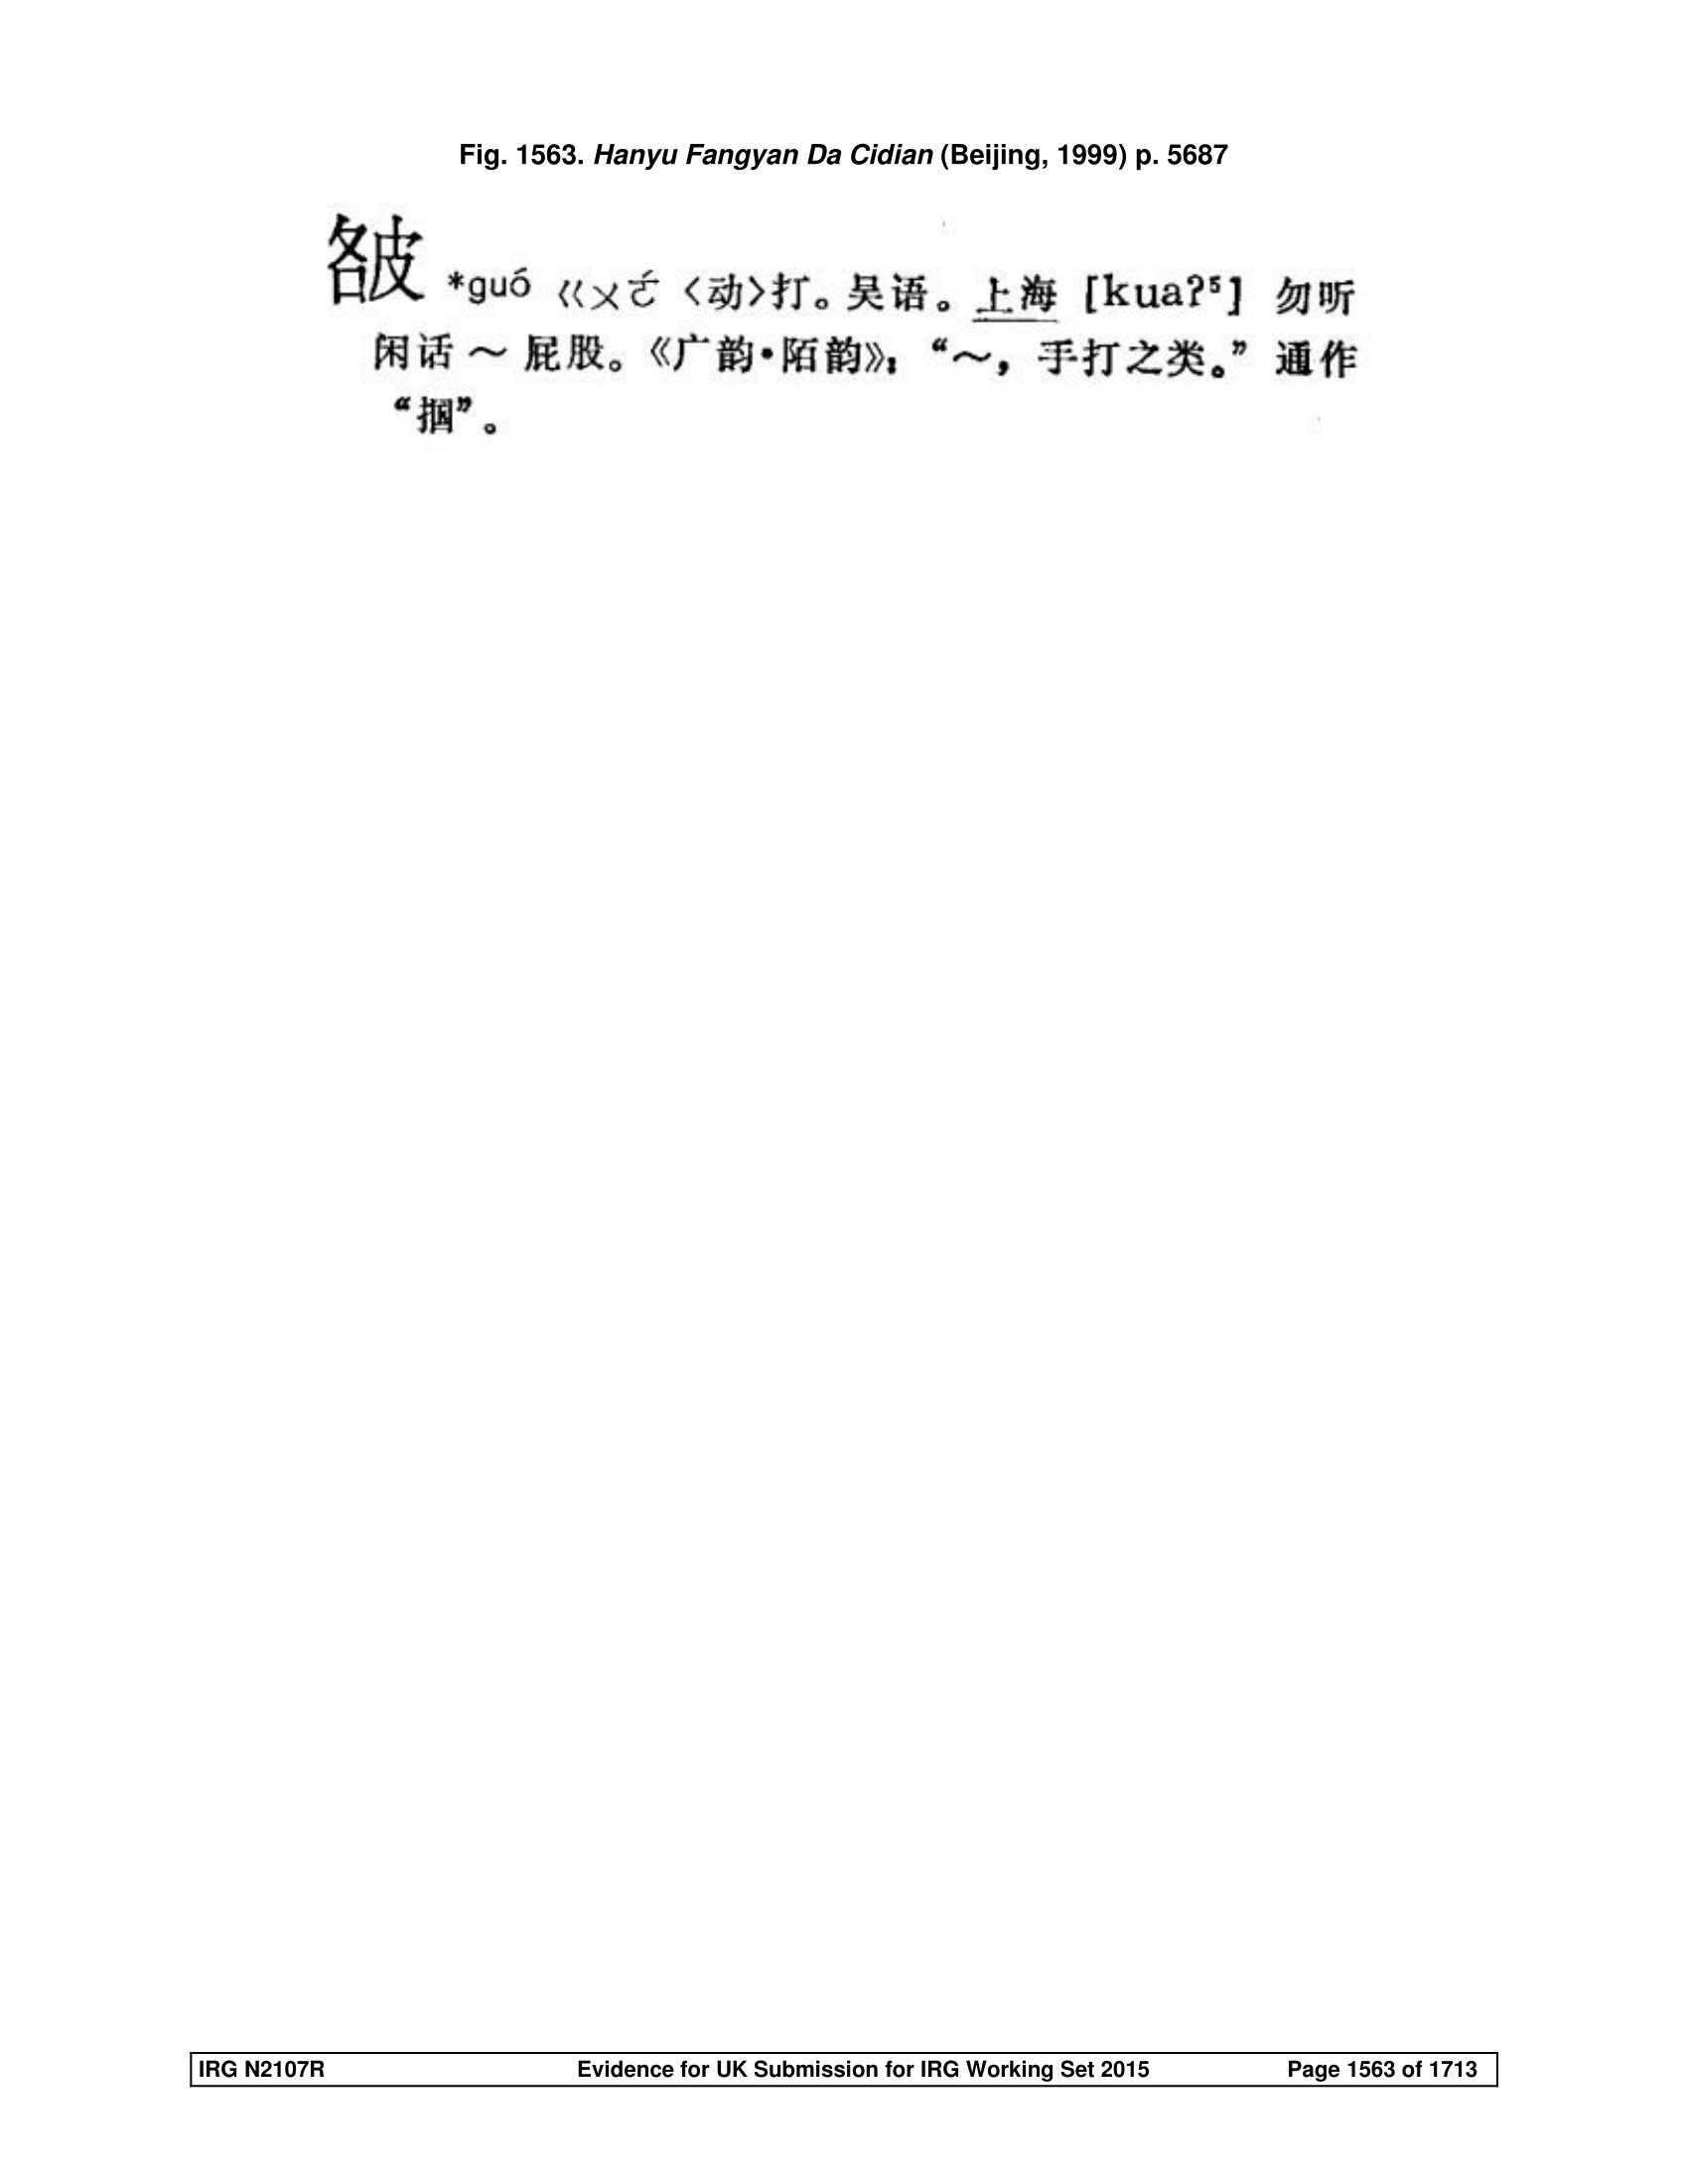 Fig. 1563. Hanyu Fangyan Da Cidian (Beijing, 1999) p. 5687
*guó ㄍㄨㄛˊ 〈动〉打。吴语。上海 [kuaʔ⁵] 勿听
闲话～屁股。《广韵·陌韵》：“～，手打之类。”通作
“掴”。
IRG N2107R Evidence for UK Submission for IRG Working Set 2015 Page 1563 of 1713